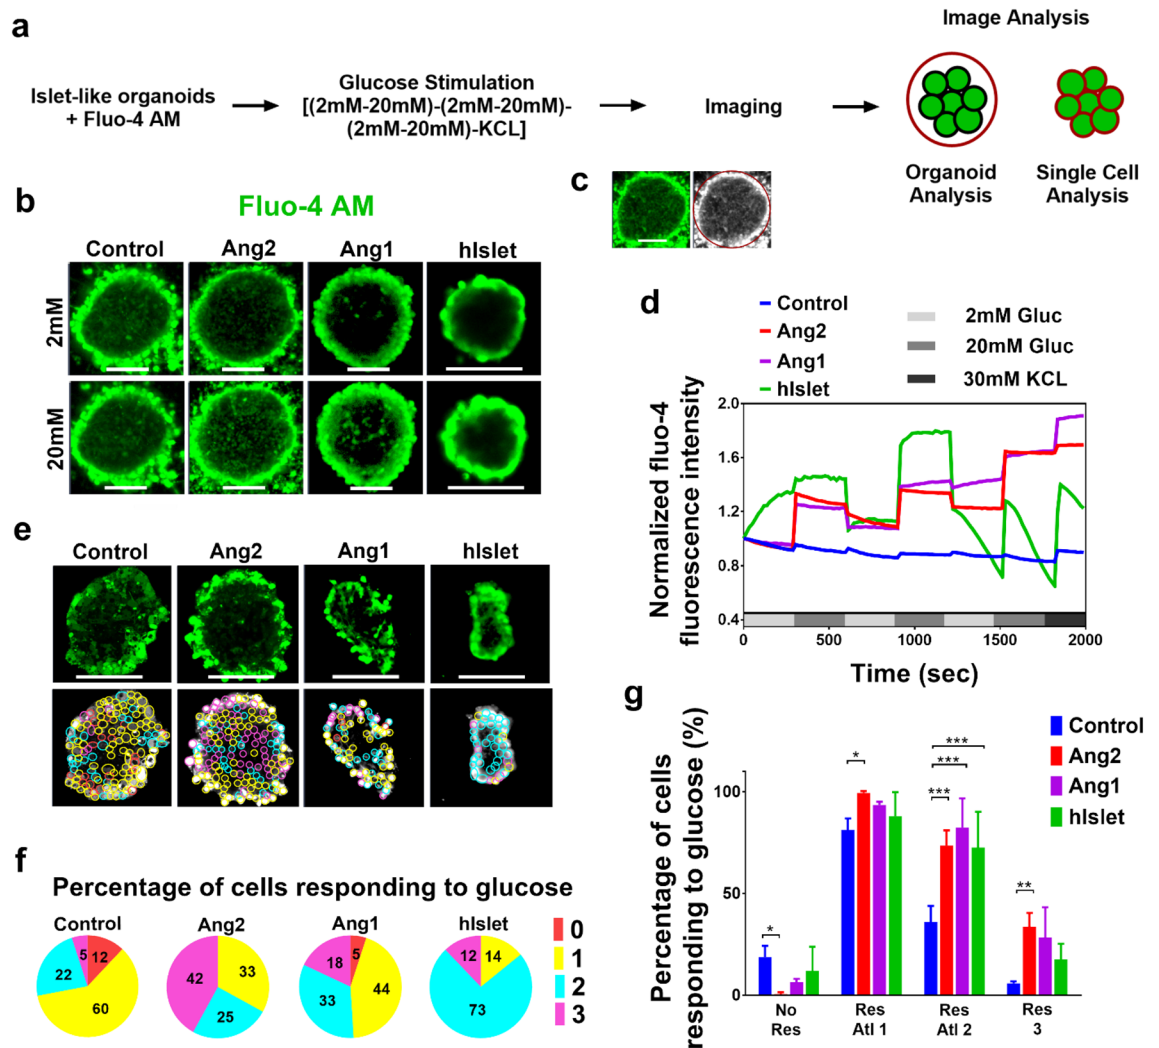 a
Image Analysis
Islet-like organoids
+ Fluo-4 AM
Glucose Stimulation
[(2mM-20mM)-(2mM-20mM)-
(2mM-20mM)-KCL]
Imaging
Organoid
Analysis
Single Cell
Analysis
b
Fluo-4 AM
Control
Ang2
Ang1
hIslet
2mM
20mM
c
d
Control
Ang2
Ang1
hIslet
2mM Gluc
20mM Gluc
30mM KCL
Normalized fluo-4
fluorescence intensity
2.0
1.6
1.2
0.8
0.4
0
500
1000
1500
2000
Time (sec)
e
Control
Ang2
Ang1
hIslet
f
Percentage of cells responding to glucose
Control
Ang2
Ang1
hIslet
5
12
22
60
42
33
25
18
5
33
44
12
14
73
0
1
2
3
g
Control
Ang2
Ang1
hIslet
Percentage of cells
responding to glucose (%)
100
50
0
*
*
***
***
***
**
No
Res
Res
Atl 1
Res
Atl 2
Res
3